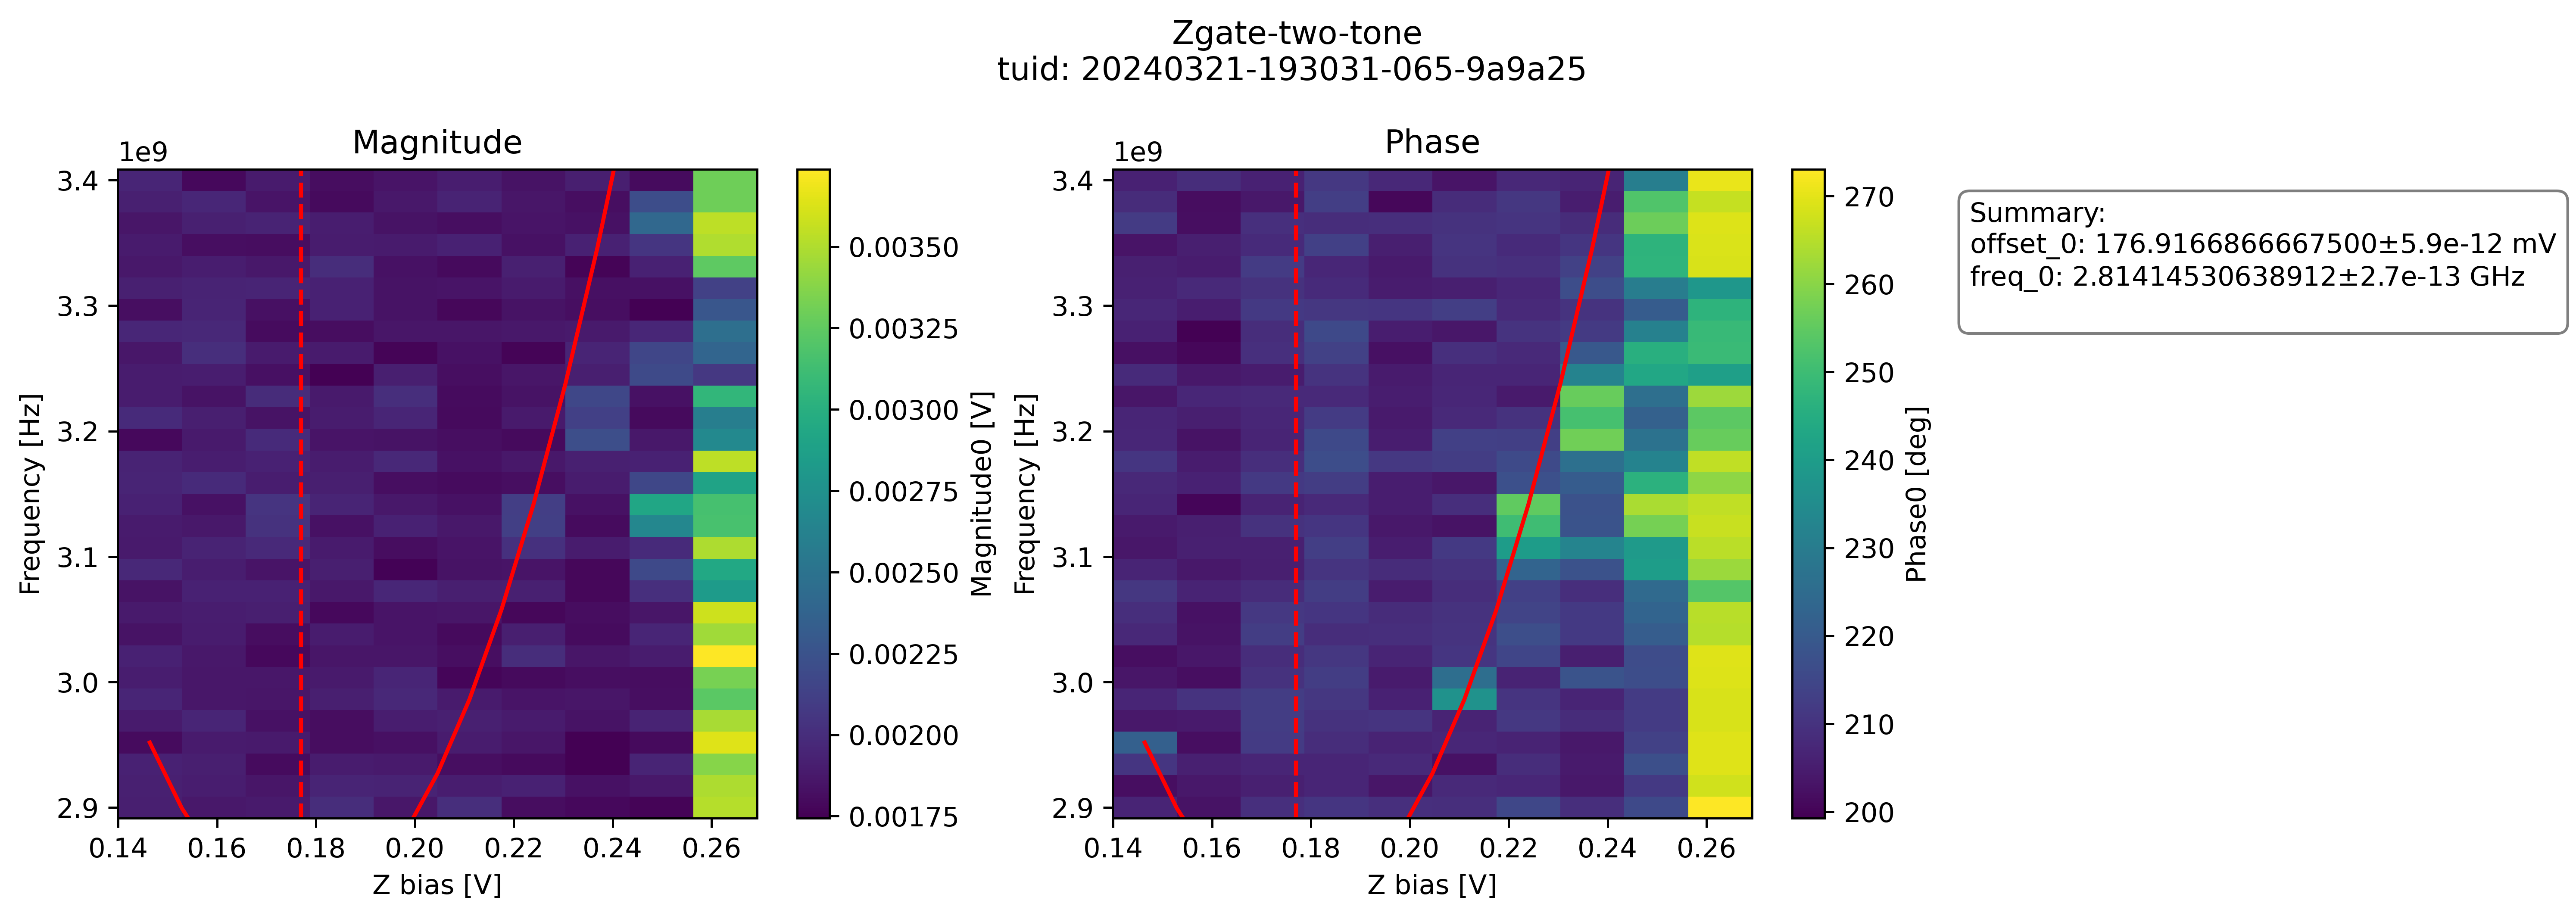 Zgate-two-tone
tuid: 20240321-193031-065-9a9a25
Magnitude
1e9
3.4
3.3
3.2
3.1
3.0
2.9
Frequency [Hz]
0.14
0.16
0.18
0.20
0.22
0.24
0.26
Z bias [V]
0.00350
0.00325
0.00300
0.00275
0.00250
0.00225
0.00200
0.00175
Magnitude0 [V]
Phase
1e9
3.4
3.3
3.2
3.1
3.0
2.9
Frequency [Hz]
0.14
0.16
0.18
0.20
0.22
0.24
0.26
Z bias [V]
270
260
250
240
230
220
210
200
Phase0 [deg]
Summary:
offset_0: 176.9166866667500±5.9e-12 mV
freq_0: 2.81414530638912±2.7e-13 GHz